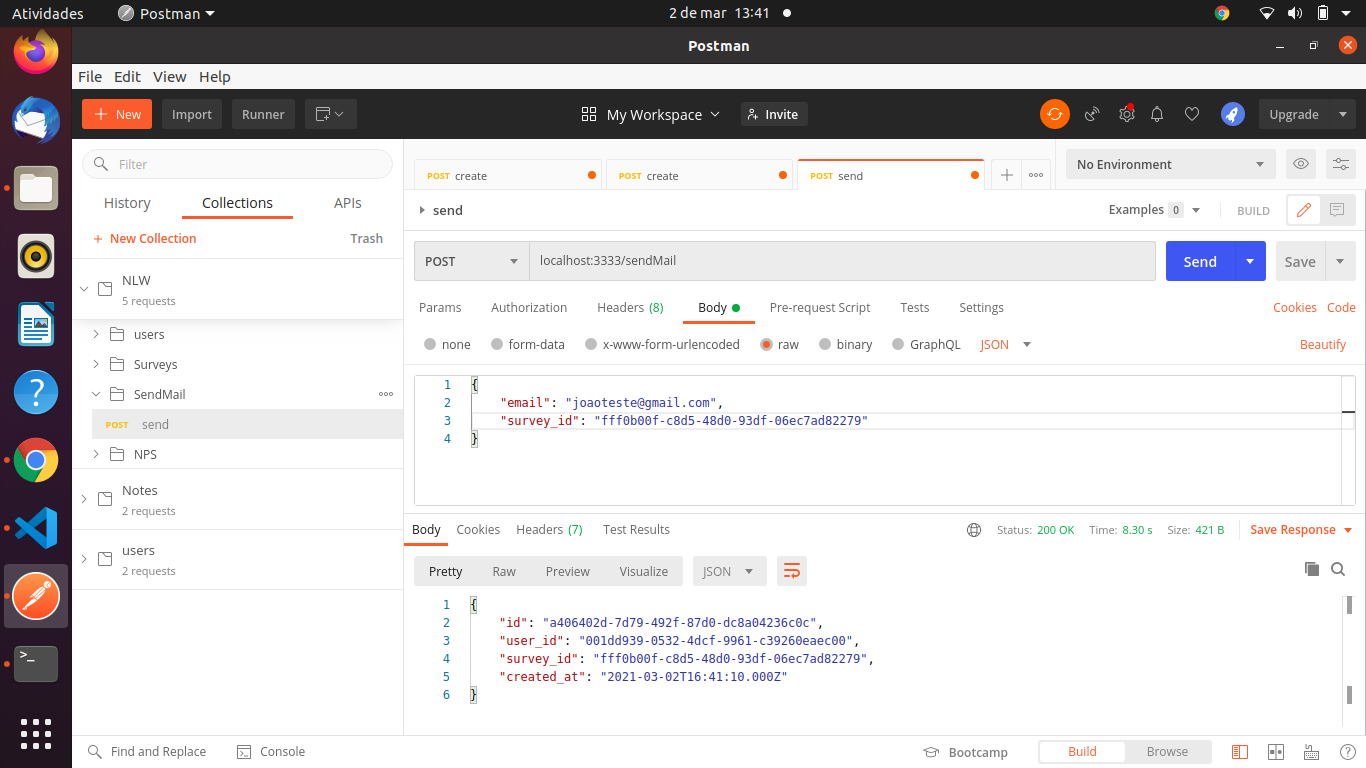 Atividades Postman 2 de mar 13:41
Postman
File Edit View Help
+ New Import Runner My Workspace Invite Upgrade
Filter
History Collections APIs
+ New Collection Trash
NLW
5 requests
users
Surveys
SendMail
POST send
NPS
Notes
2 requests
users
2 requests
POST create POST create POST send No Environment
send Examples 0 BUILD
POST localhost:3333/sendMail Send Save
Params Authorization Headers (8) Body Pre-request Script Tests Settings Cookies Code
none form-data x-www-form-urlencoded raw binary GraphQL JSON Beautify
1 {
2 "email": "joaoteste@gmail.com",
3 "survey_id": "fff0b00f-c8d5-48d0-93df-06ec7ad82279"
4 }
Body Cookies Headers (7) Test Results Status: 200 OK Time: 8.30 s Size: 421 B Save Response
Pretty Raw Preview Visualize JSON
1 {
2 "id": "a406402d-7d79-492f-87d0-dc8a04236c0c",
3 "user_id": "001dd939-0532-4dcf-9961-c39260eaec00",
4 "survey_id": "fff0b00f-c8d5-48d0-93df-06ec7ad82279",
5 "created_at": "2021-03-02T16:41:10.000Z"
6 }
Find and Replace Console Bootcamp Build Browse